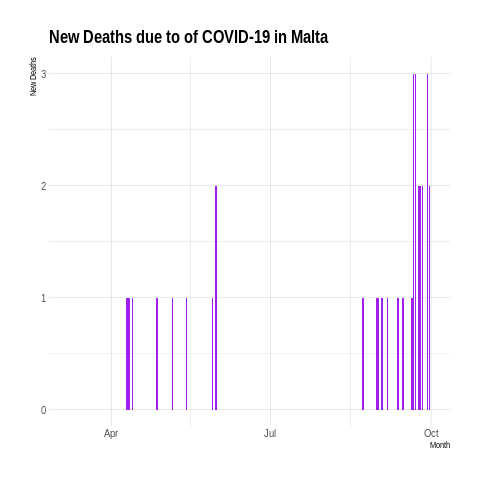 New Deaths due to of COVID-19 in Malta
New Deaths
3
2
1
0
Apr Jul Oct
Month